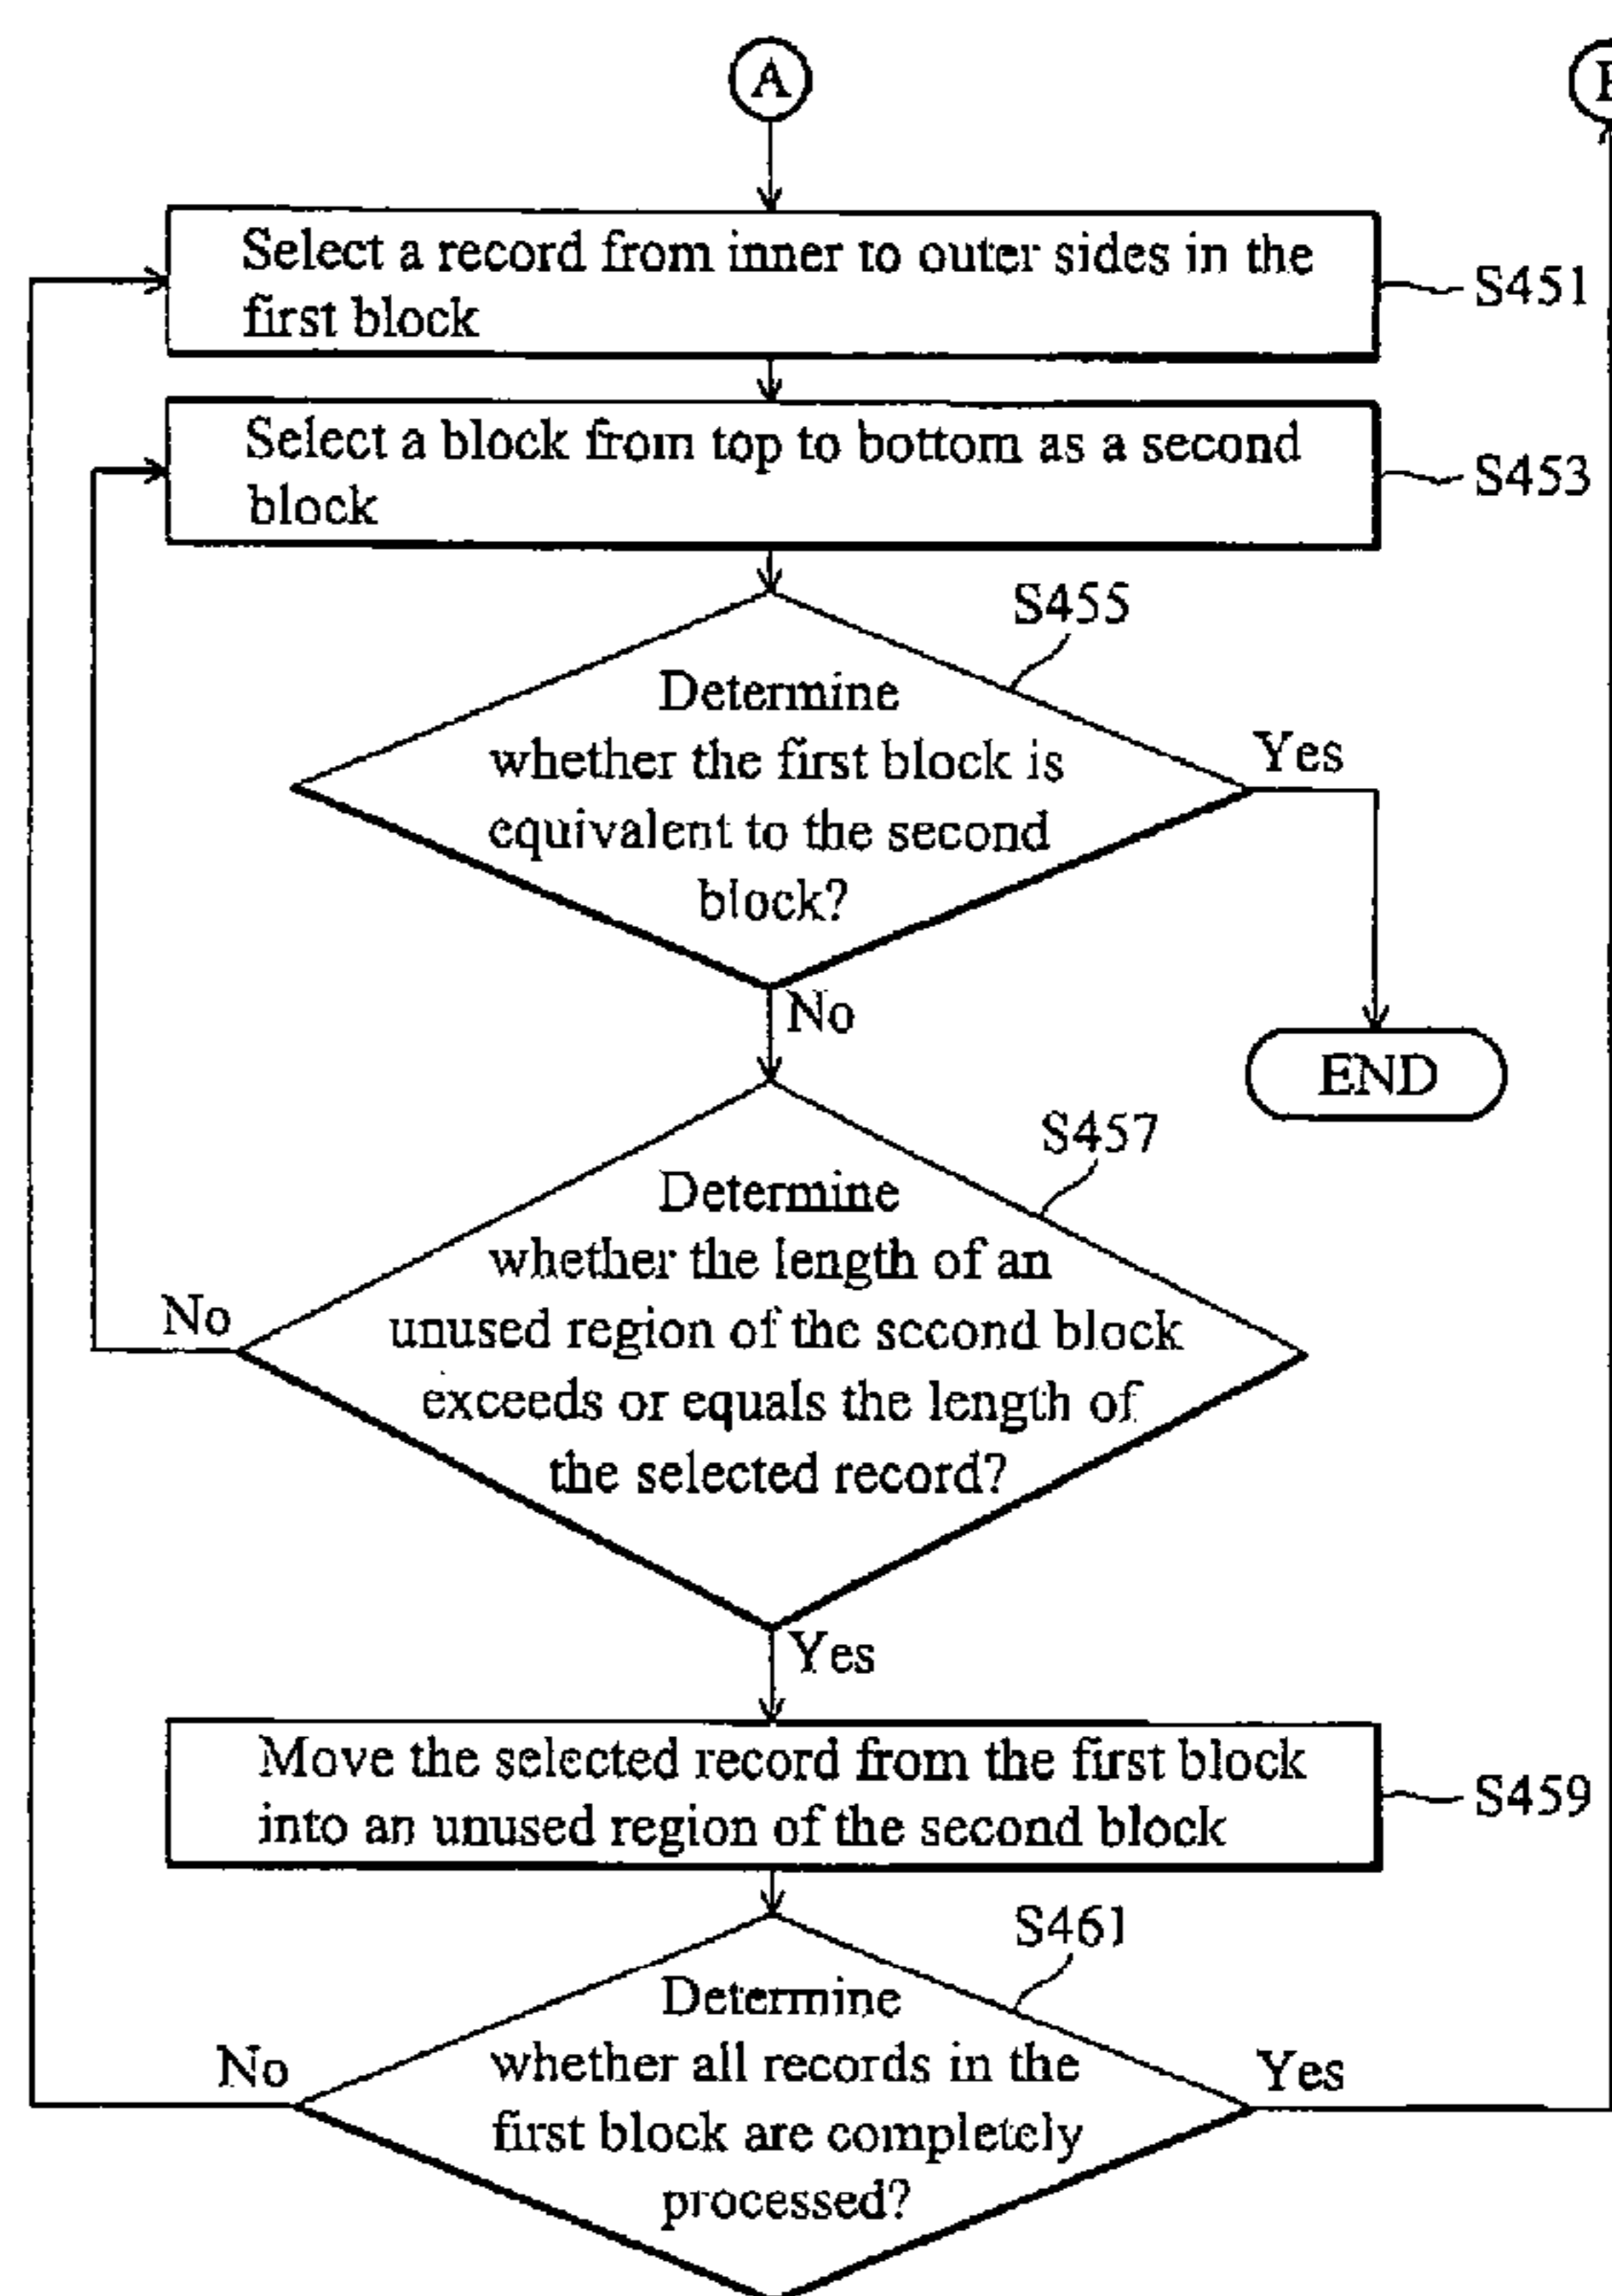 A
Select a record from inner to outer sides in the
first block
S451
Select a block from top to bottom as a second
block
S453
S455
Determine
whether the first block is
equivalent to the second
block?
Yes
No
END
S457
Determine
whether the length of an
unused region of the second block
exceeds or equals the length of
the selected record?
No
Yes
Move the selected record from the first block
into an unused region of the second block
S459
S461
Determine
whether all records in the
first block are completely
processed?
No
Yes